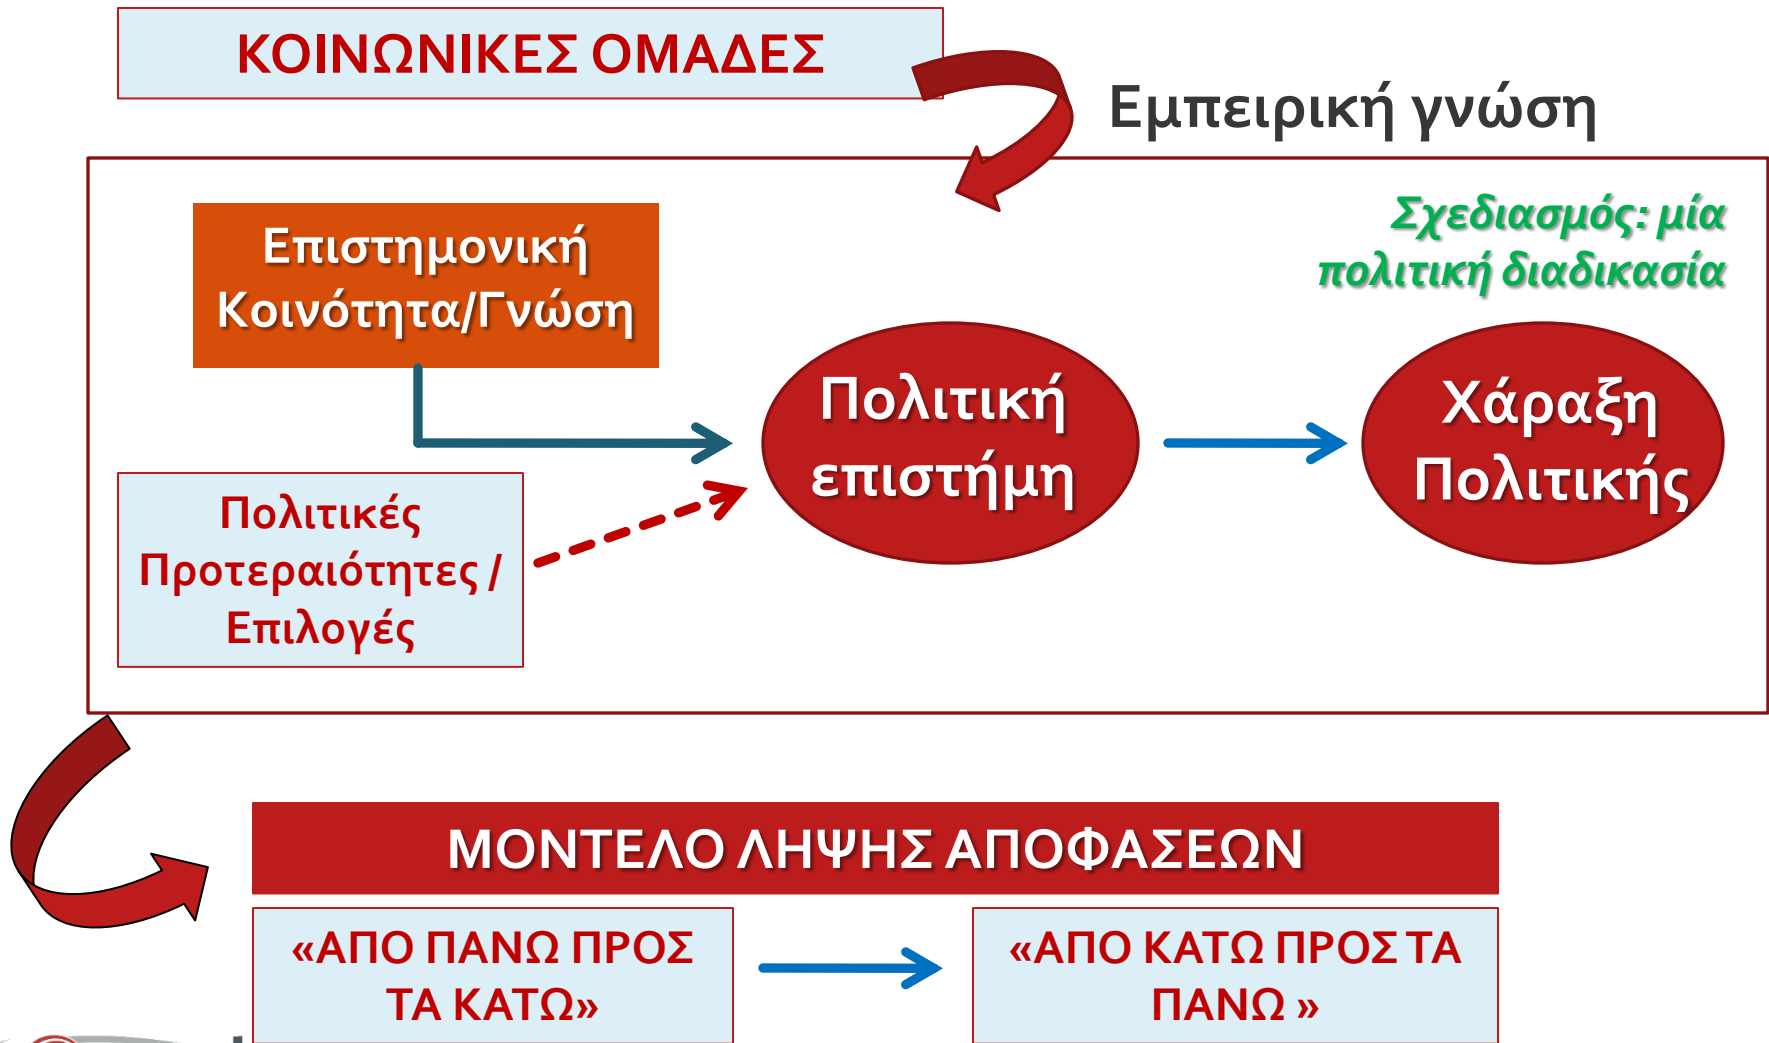 ΚΟΙΝΩΝΙΚΕΣ ΟΜΑΔΕΣ
Εμπειρική γνώση
Σχεδιασμός: μία
πολιτική διαδικασία
Επιστημονική
Κοινότητα/Γνώση
Πολιτική
επιστήμη
Χάραξη
Πολιτικής
Πολιτικές
Προτεραιότητες /
Επιλογές
ΜΟΝΤΕΛΟ ΛΗΨΗΣ ΑΠΟΦΑΣΕΩΝ
«ΑΠΟ ΠΑΝΩ ΠΡΟΣ
ΤΑ ΚΑΤΩ»
«ΑΠΟ ΚΑΤΩ ΠΡΟΣ ΤΑ
ΠΑΝΩ »